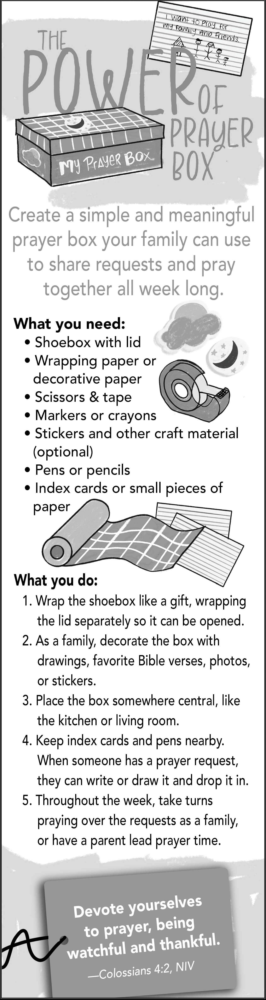 I want to pray for
my family and friends.
THE
POWER
OF
PRAYER
BOX
My Prayer Box
Create a simple and meaningful
prayer box your family can use
to share requests and pray
together all week long.
What you need:
• Shoebox with lid
• Wrapping paper or
decorative paper
• Scissors & tape
• Markers or crayons
• Stickers and other craft material
(optional)
• Pens or pencils
• Index cards or small pieces of
paper
What you do:
1. Wrap the shoebox like a gift, wrapping
the lid separately so it can be opened.
2. As a family, decorate the box with
drawings, favorite Bible verses, photos,
or stickers.
3. Place the box somewhere central, like
the kitchen or living room.
4. Keep index cards and pens nearby.
When someone has a prayer request,
they can write or draw it and drop it in.
5. Throughout the week, take turns
praying over the requests as a family,
or have a parent lead prayer time.
Devote yourselves
to prayer, being
watchful and thankful.
—Colossians 4:2, NIV